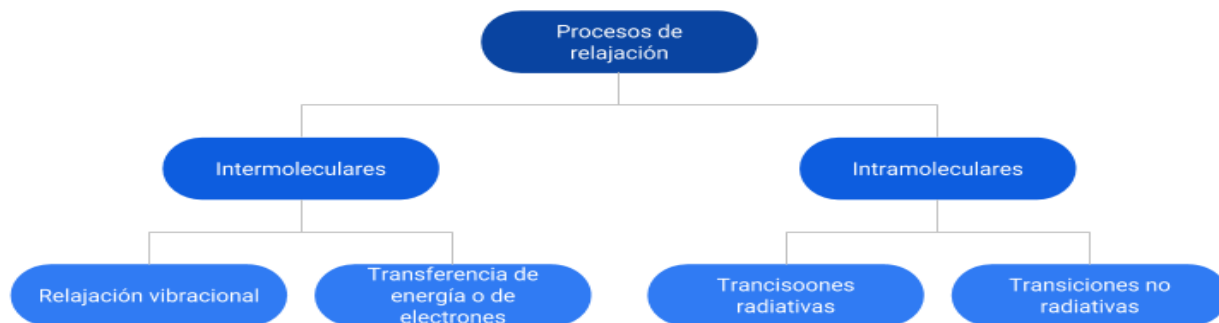 Procesos de
relajación
Intermoleculares
Intramoleculares
Relajación vibracional
Transferencia de
energía o de
electrones
Trancisoones
radiativas
Transiciones no
radiativas